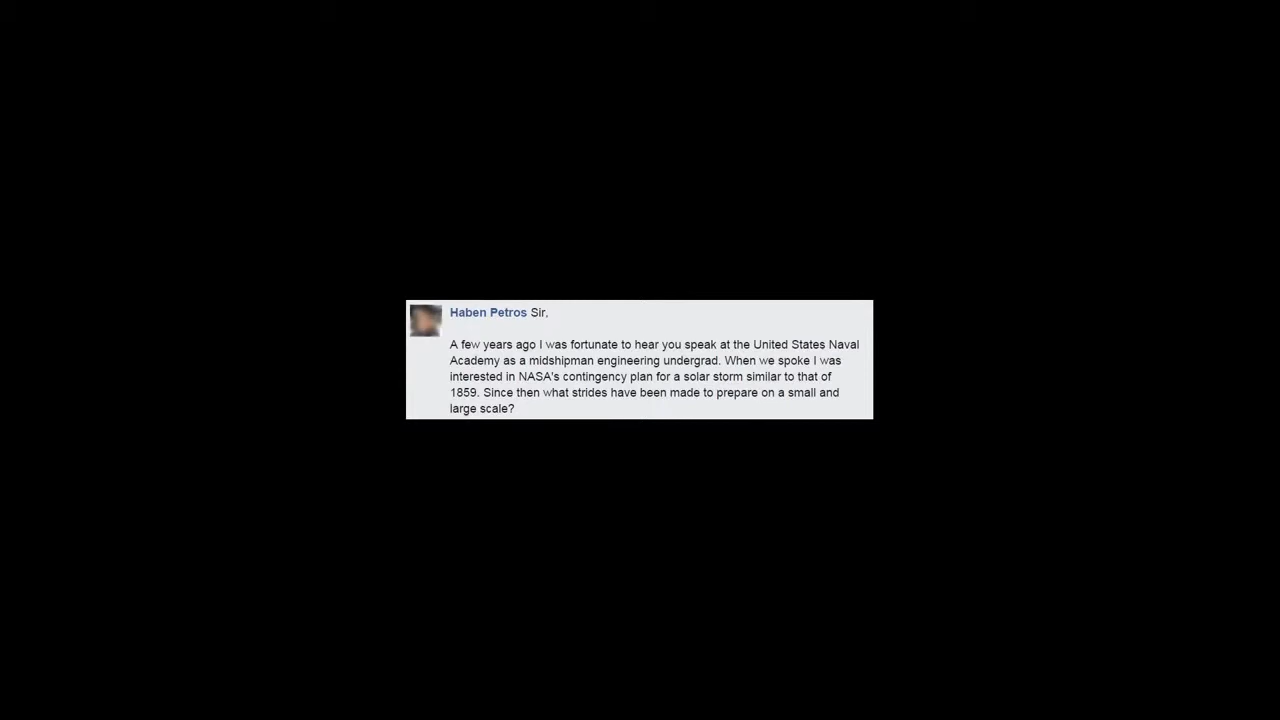 Haben Petros Sir,
A few years ago I was fortunate to hear you speak at the United States Naval
Academy as a midshipman engineering undergrad. When we spoke I was
interested in NASA's contingency plan for a solar storm similar to that of
1859. Since then what strides have been made to prepare on a small and
large scale?